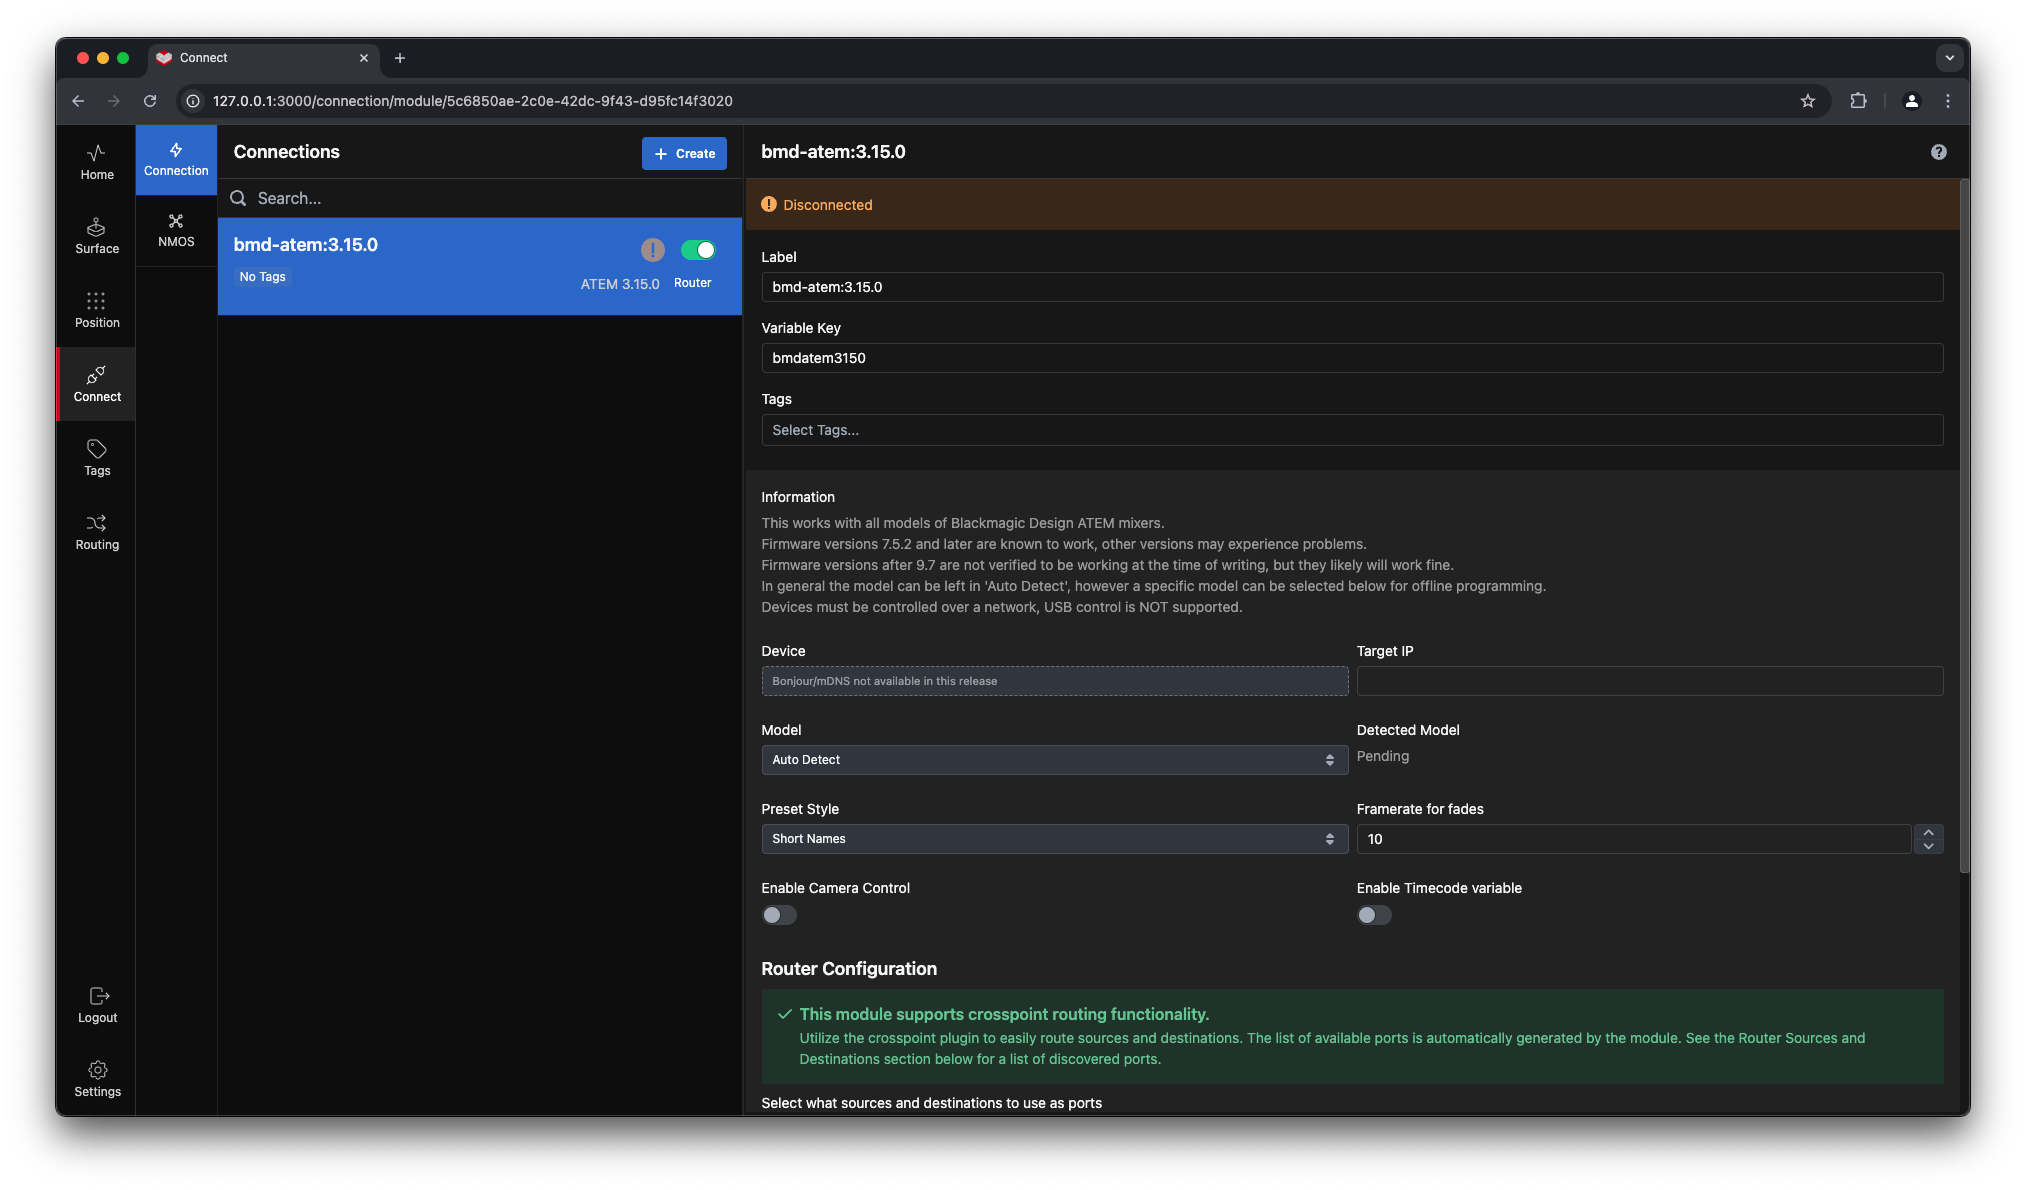 Connect
127.0.0.1:3000/connection/module/5c6850ae-2c0e-42dc-9f43-d95fc14f3020
Home
Surface
Position
Connect
Tags
Routing
Logout
Settings
Connection
NMOS
Connections
Create
Search...
bmd-atem:3.15.0
No Tags
ATEM 3.15.0
Router
bmd-atem:3.15.0
Disconnected
Label
bmd-atem:3.15.0
Variable Key
bmdatem3150
Tags
Select Tags...
Information
This works with all models of Blackmagic Design ATEM mixers.
Firmware versions 7.5.2 and later are known to work, other versions may experience problems.
Firmware versions after 9.7 are not verified to be working at the time of writing, but they likely will work fine.
In general the model can be left in 'Auto Detect', however a specific model can be selected below for offline programming.
Devices must be controlled over a network, USB control is NOT supported.
Device
Bonjour/mDNS not available in this release
Target IP
Model
Auto Detect
Detected Model
Pending
Preset Style
Short Names
Framerate for fades
10
Enable Camera Control
Enable Timecode variable
Router Configuration
This module supports crosspoint routing functionality.
Utilize the crosspoint plugin to easily route sources and destinations. The list of available ports is automatically generated by the module. See the Router Sources and
Destinations section below for a list of discovered ports.
Select what sources and destinations to use as ports